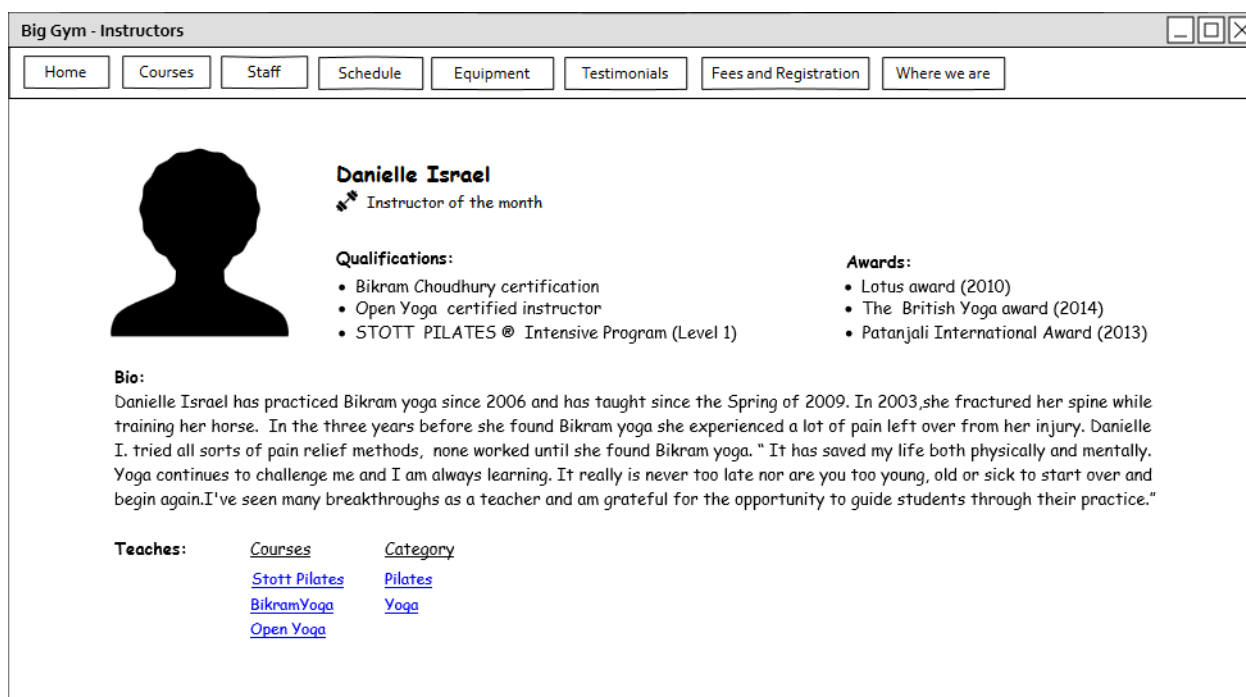 Big Gym - Instructors
Home Courses Staff Schedule Equipment Testimonials Fees and Registration Where we are
Danielle Israel
Instructor of the month
Qualifications:
• Bikram Choudhury certification
• Open Yoga certified instructor
• STOTT PILATES ® Intensive Program (Level 1)
Awards:
• Lotus award (2010)
• The British Yoga award (2014)
• Patanjali International Award (2013)
Bio:
Danielle Israel has practiced Bikram yoga since 2006 and has taught since the Spring of 2009. In 2003,she fractured her spine while
training her horse. In the three years before she found Bikram yoga she experienced a lot of pain left over from her injury. Danielle
I. tried all sorts of pain relief methods, none worked until she found Bikram yoga. “ It has saved my life both physically and mentally.
Yoga continues to challenge me and I am always learning. It really is never too late nor are you too young, old or sick to start over and
begin again.I've seen many breakthroughs as a teacher and am grateful for the opportunity to guide students through their practice.”
Teaches: Courses Category
Stott Pilates Pilates
BikramYoga Yoga
Open Yoga